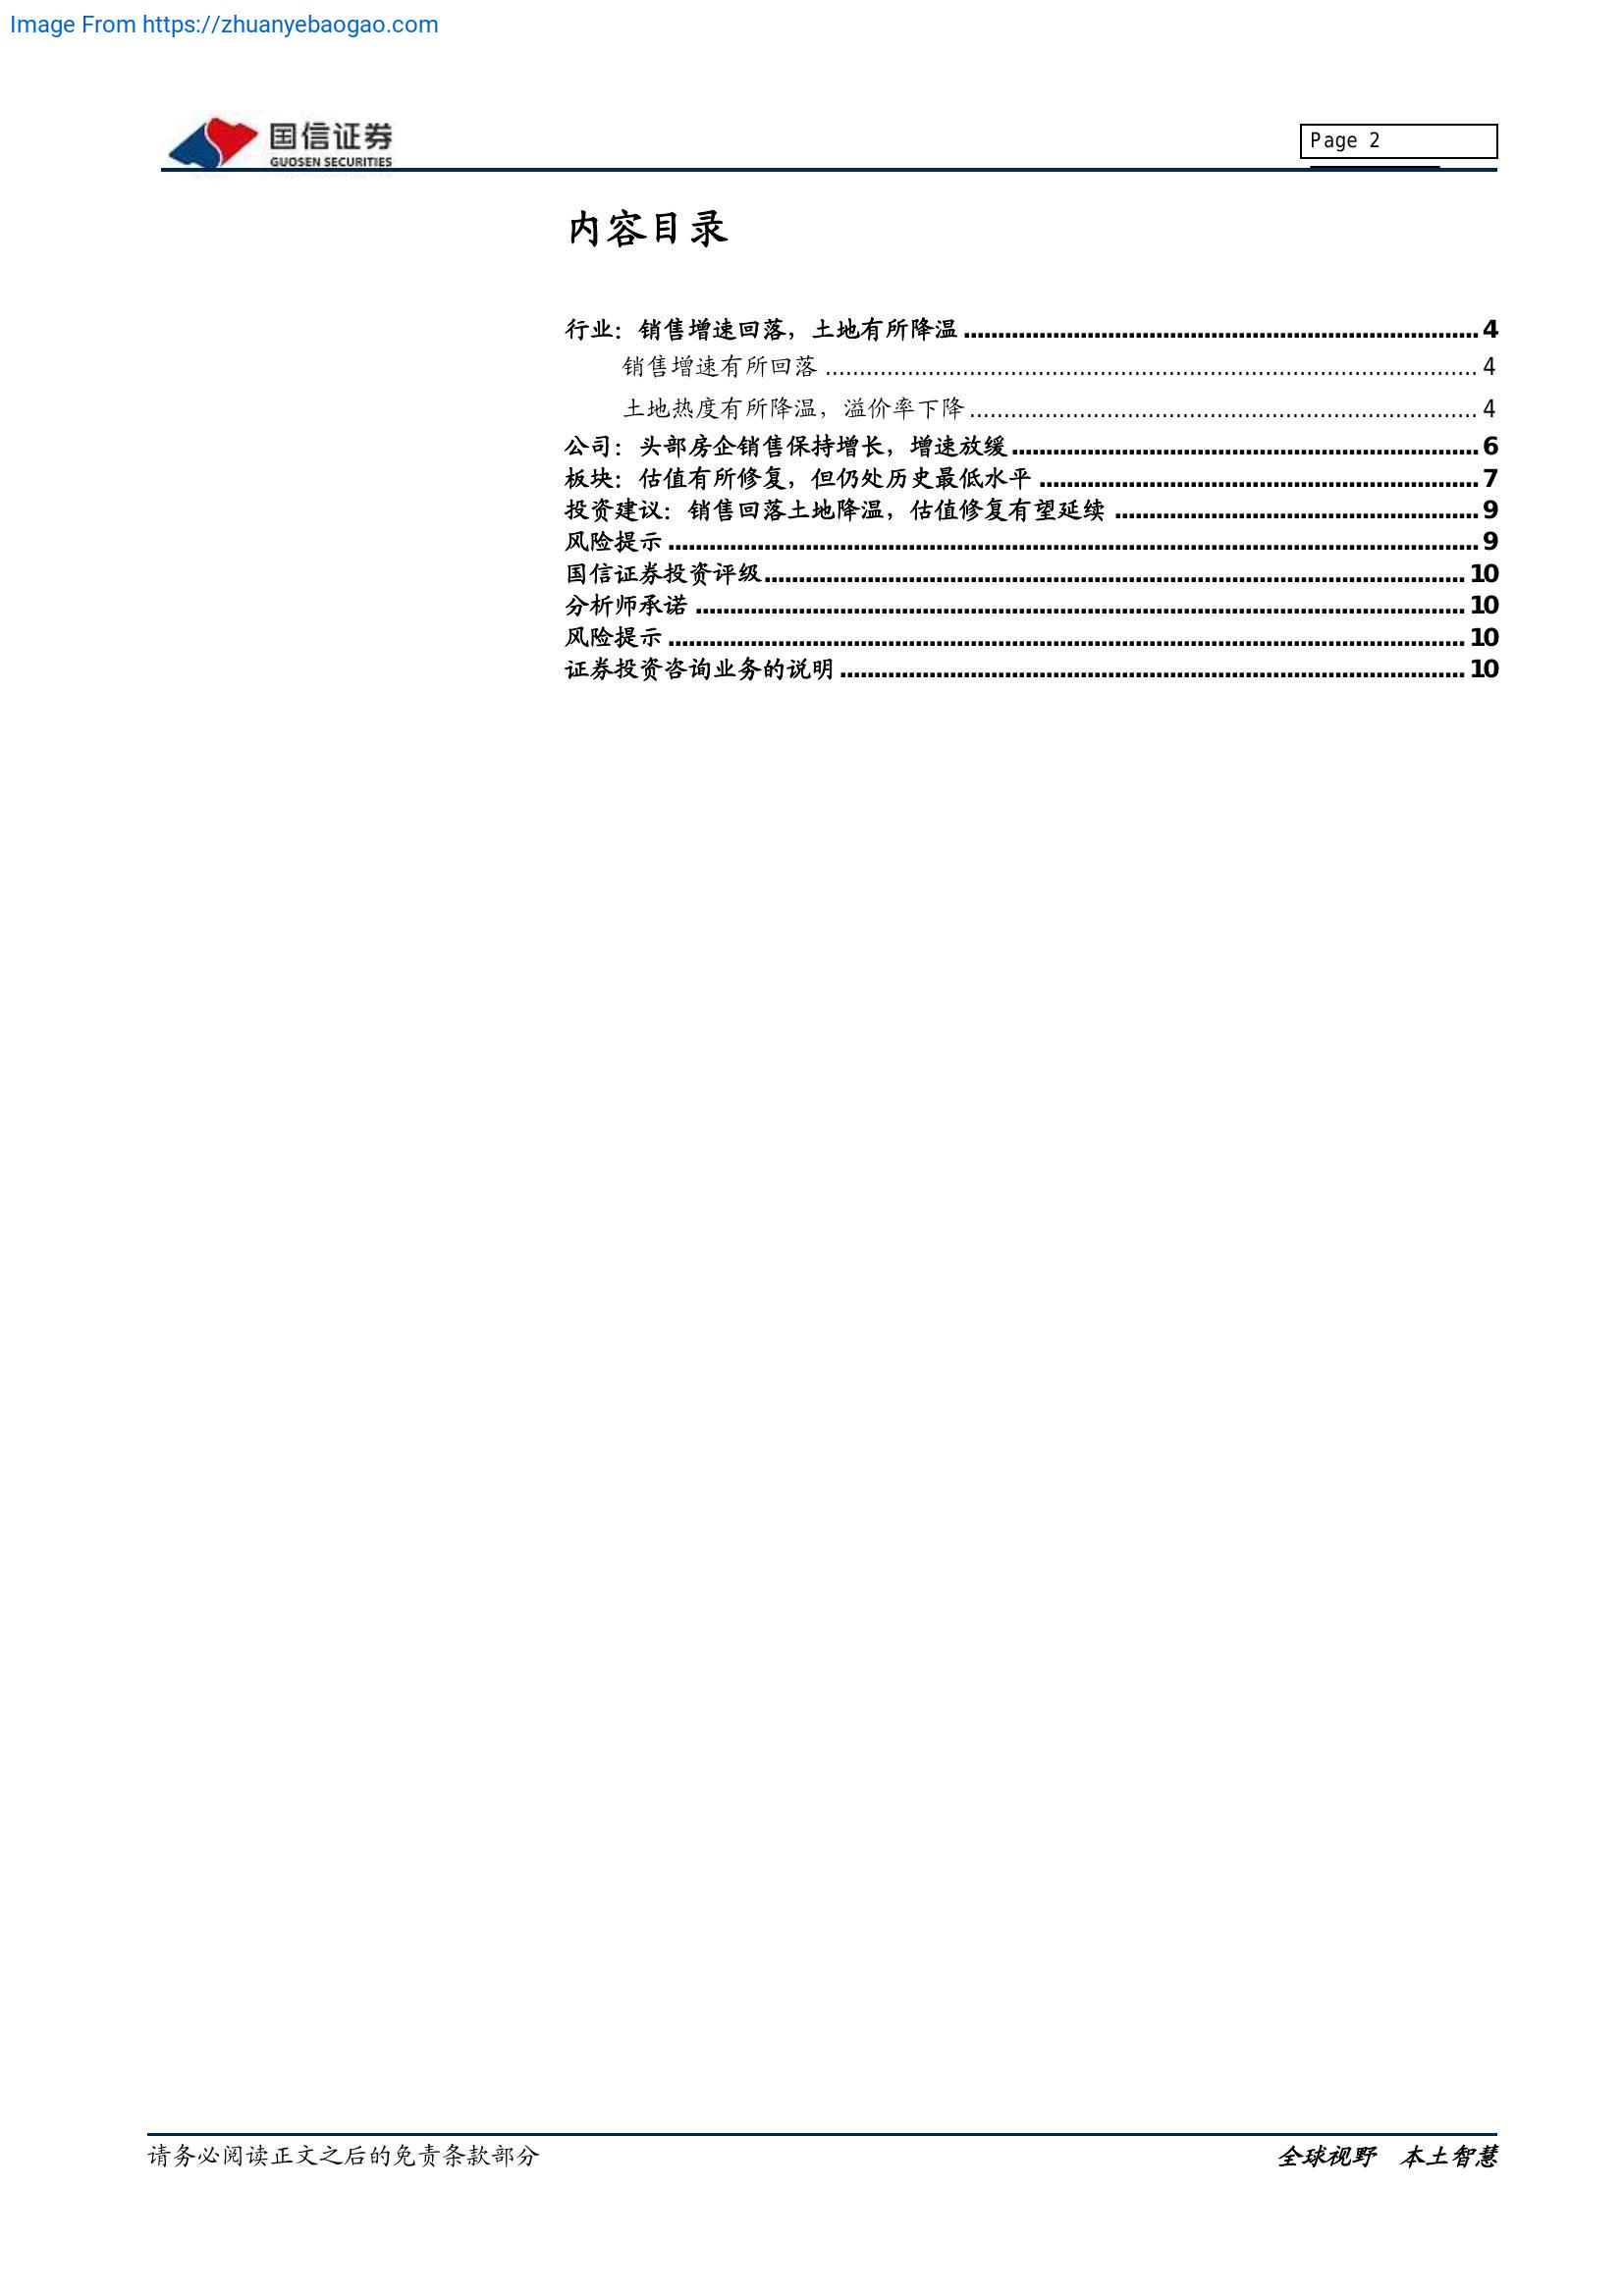 Image From https://zhuanyebaogao.com
国信证券
GUOSEN SECURITIES
Page 2
内容目录
行业：销售增速回落，土地有所降温 ........ 4
销售增速有所回落 ........ 4
土地热度有所降温，溢价率下降 ........ 4
公司：头部房企销售保持增长，增速放缓 ........ 6
板块：估值有所修复，但仍处历史最低水平 ........ 7
投资建议：销售回落土地降温，估值修复有望延续 ........ 9
风险提示 ........ 9
国信证券投资评级 ........ 10
分析师承诺 ........ 10
风险提示 ........ 10
证券投资咨询业务的说明 ........ 10
请务必阅读正文之后的免责条款部分
全球视野　本土智慧